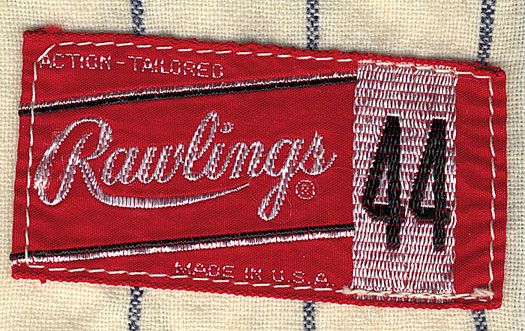 ACTION-TAILORED
Rawlings®
44
MADE IN U.S.A.